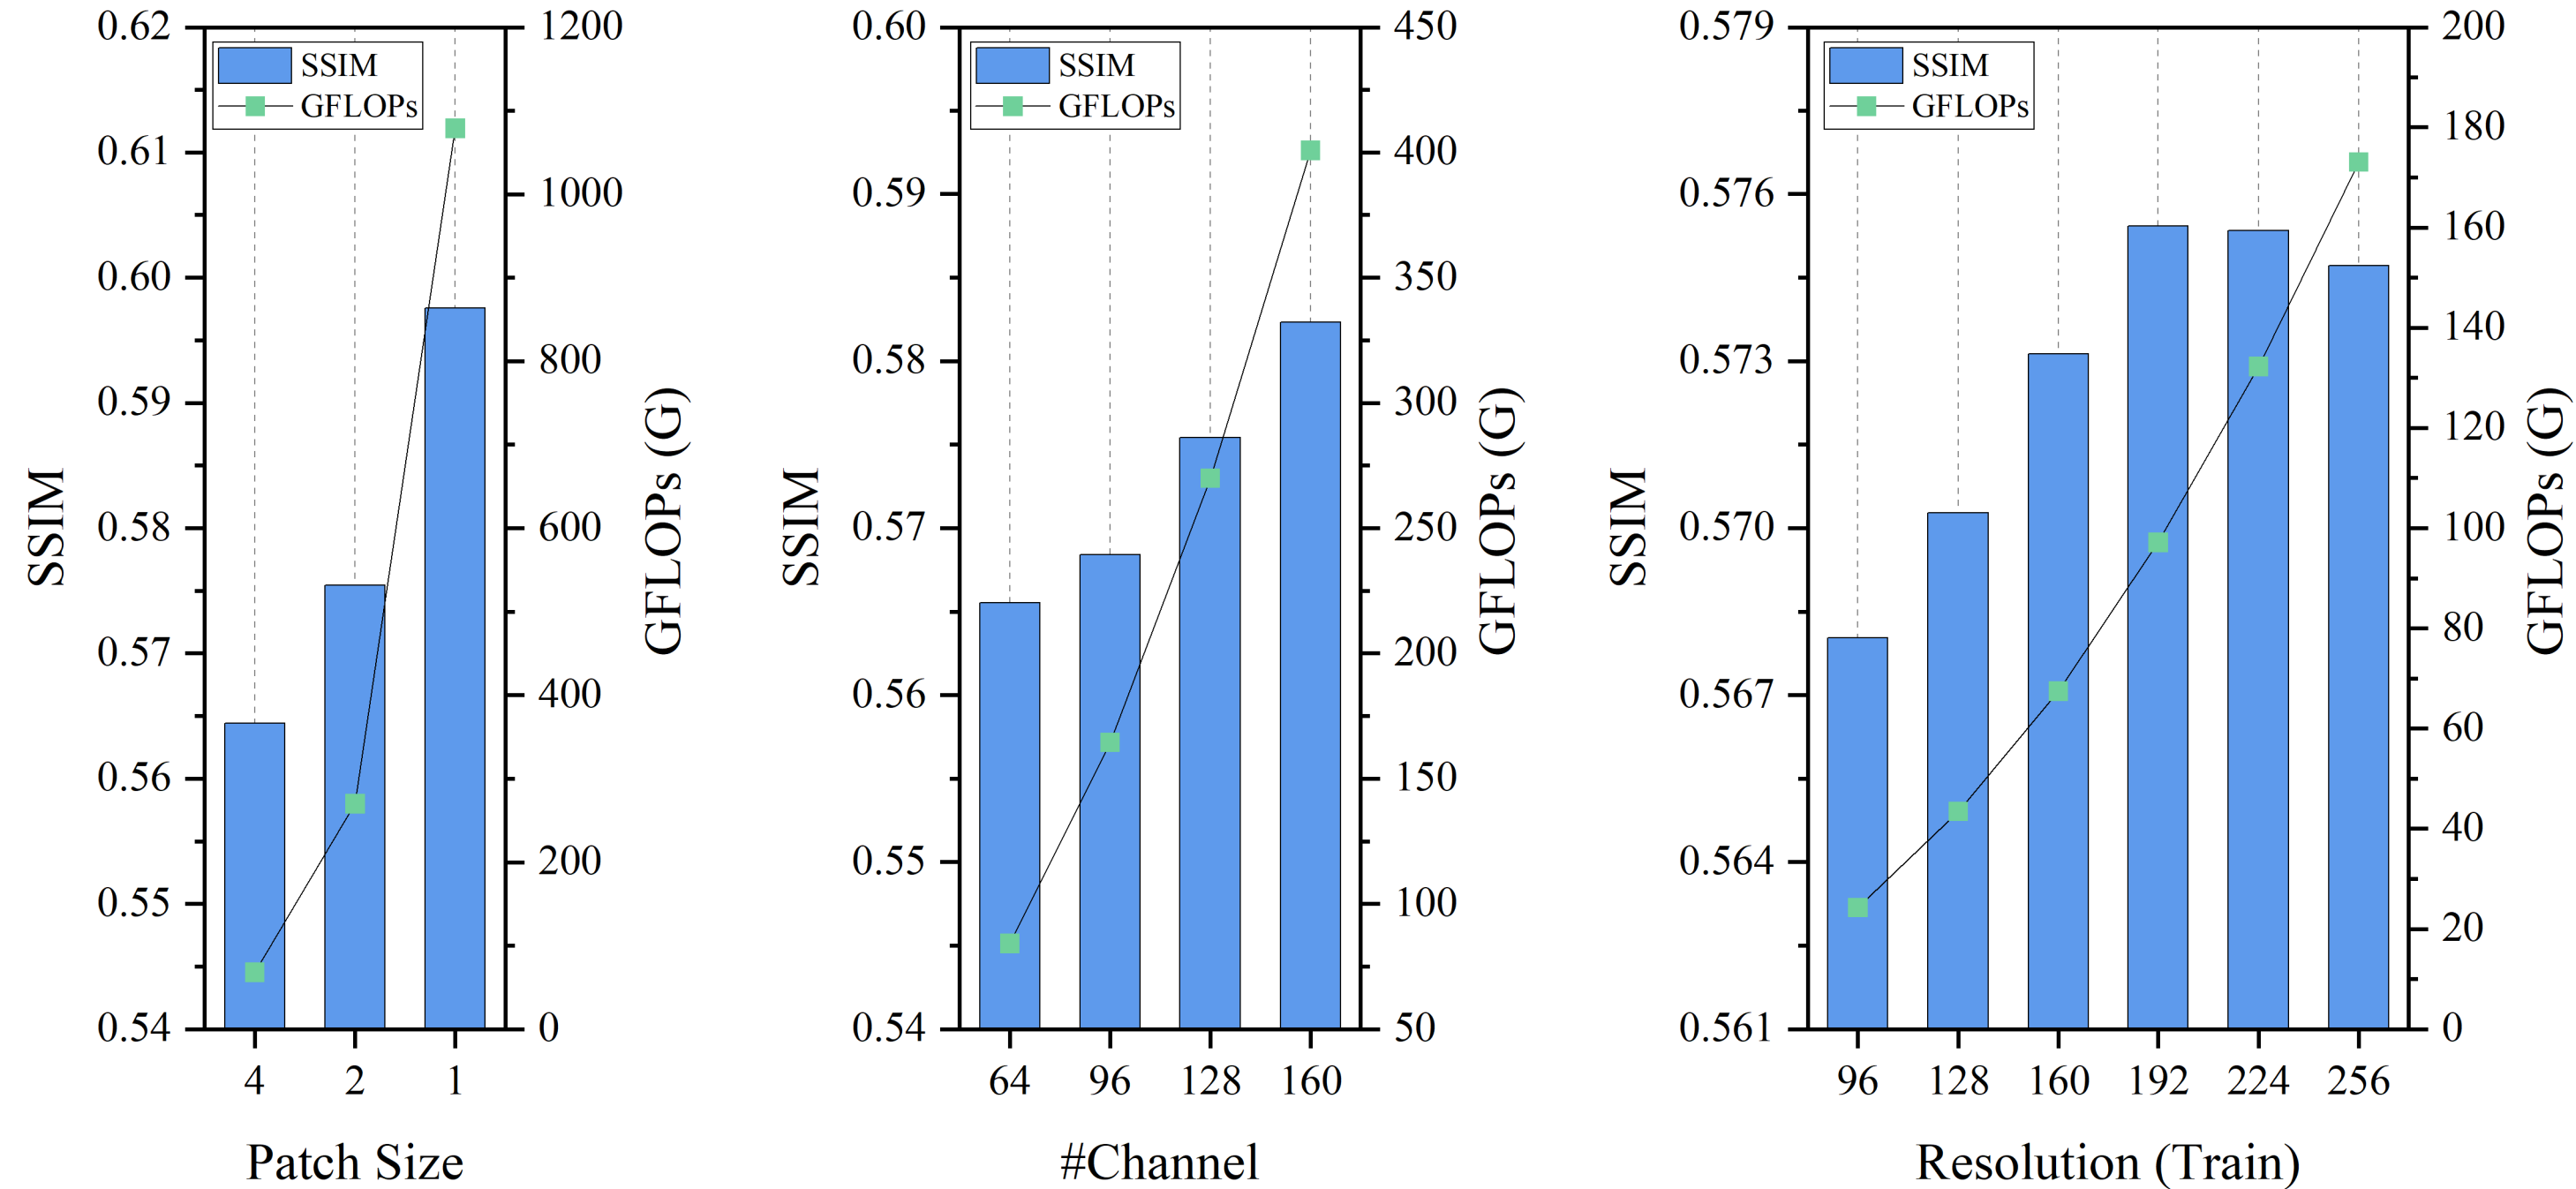 0.62
0.61
0.60
0.59
0.58
0.57
0.56
0.55
0.54
SSIM
SSIM
GFLOPs
1200
1000
800
600
400
200
0
GFLOPs (G)
4 2 1
Patch Size
0.60
0.59
0.58
0.57
0.56
0.55
0.54
SSIM
SSIM
GFLOPs
450
400
350
300
250
200
150
100
50
GFLOPs (G)
64 96 128 160
#Channel
0.579
0.576
0.573
0.570
0.567
0.564
0.561
SSIM
SSIM
GFLOPs
200
180
160
140
120
100
80
60
40
20
0
GFLOPs (G)
96 128 160 192 224 256
Resolution (Train)